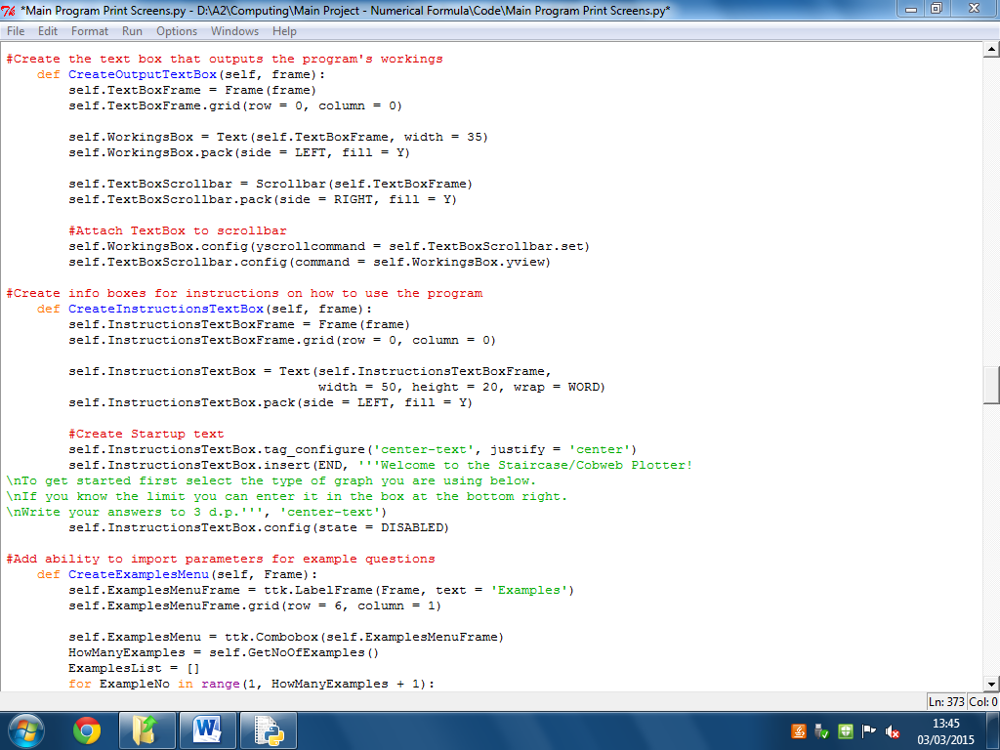 *Main Program Print Screens.py - D:\A2\Computing\Main Project - Numerical Formula\Code\Main Program Print Screens.py*
File Edit Format Run Options Windows Help
#Create the text box that outputs the program's workings
    def CreateOutputTextBox(self, frame):
        self.TextBoxFrame = Frame(frame)
        self.TextBoxFrame.grid(row = 0, column = 0)

        self.WorkingsBox = Text(self.TextBoxFrame, width = 35)
        self.WorkingsBox.pack(side = LEFT, fill = Y)

        self.TextBoxScrollbar = Scrollbar(self.TextBoxFrame)
        self.TextBoxScrollbar.pack(side = RIGHT, fill = Y)

        #Attach TextBox to scrollbar
        self.WorkingsBox.config(yscrollcommand = self.TextBoxScrollbar.set)
        self.TextBoxScrollbar.config(command = self.WorkingsBox.yview)

#Create info boxes for instructions on how to use the program
    def CreateInstructionsTextBox(self, frame):
        self.InstructionsTextBoxFrame = Frame(frame)
        self.InstructionsTextBoxFrame.grid(row = 0, column = 0)

        self.InstructionsTextBox = Text(self.InstructionsTextBoxFrame,
                                        width = 50, height = 20, wrap = WORD)
        self.InstructionsTextBox.pack(side = LEFT, fill = Y)

        #Create Startup text
        self.InstructionsTextBox.tag_configure('center-text', justify = 'center')
        self.InstructionsTextBox.insert(END, '''Welcome to the Staircase/Cobweb Plotter!
\nTo get started first select the type of graph you are using below.
\nIf you know the limit you can enter it in the box at the bottom right.
\nWrite your answers to 3 d.p.''', 'center-text')
        self.InstructionsTextBox.config(state = DISABLED)

#Add ability to import parameters for example questions
    def CreateExamplesMenu(self, Frame):
        self.ExamplesMenuFrame = ttk.LabelFrame(Frame, text = 'Examples')
        self.ExamplesMenuFrame.grid(row = 6, column = 1)

        self.ExamplesMenu = ttk.Combobox(self.ExamplesMenuFrame)
        HowManyExamples = self.GetNoOfExamples()
        ExamplesList = []
        for ExampleNo in range(1, HowManyExamples + 1):
Ln: 373 Col: 0
13:45
03/03/2015